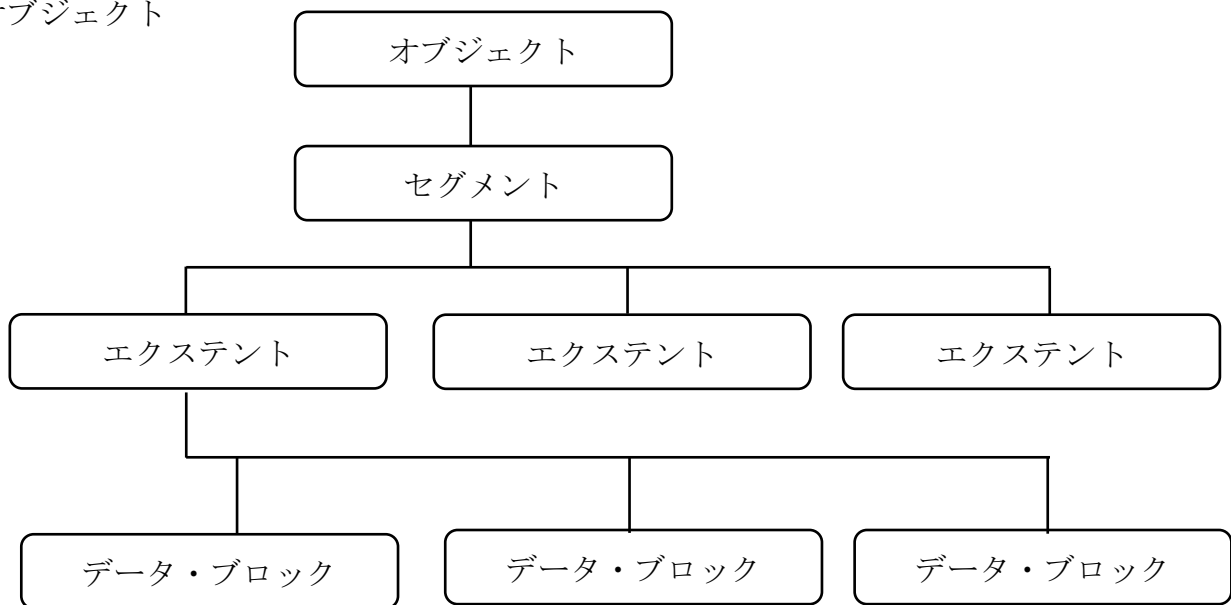 オブジェクト
オブジェクト
セグメント
エクステント
エクステント
エクステント
データ・ブロック
データ・ブロック
データ・ブロック